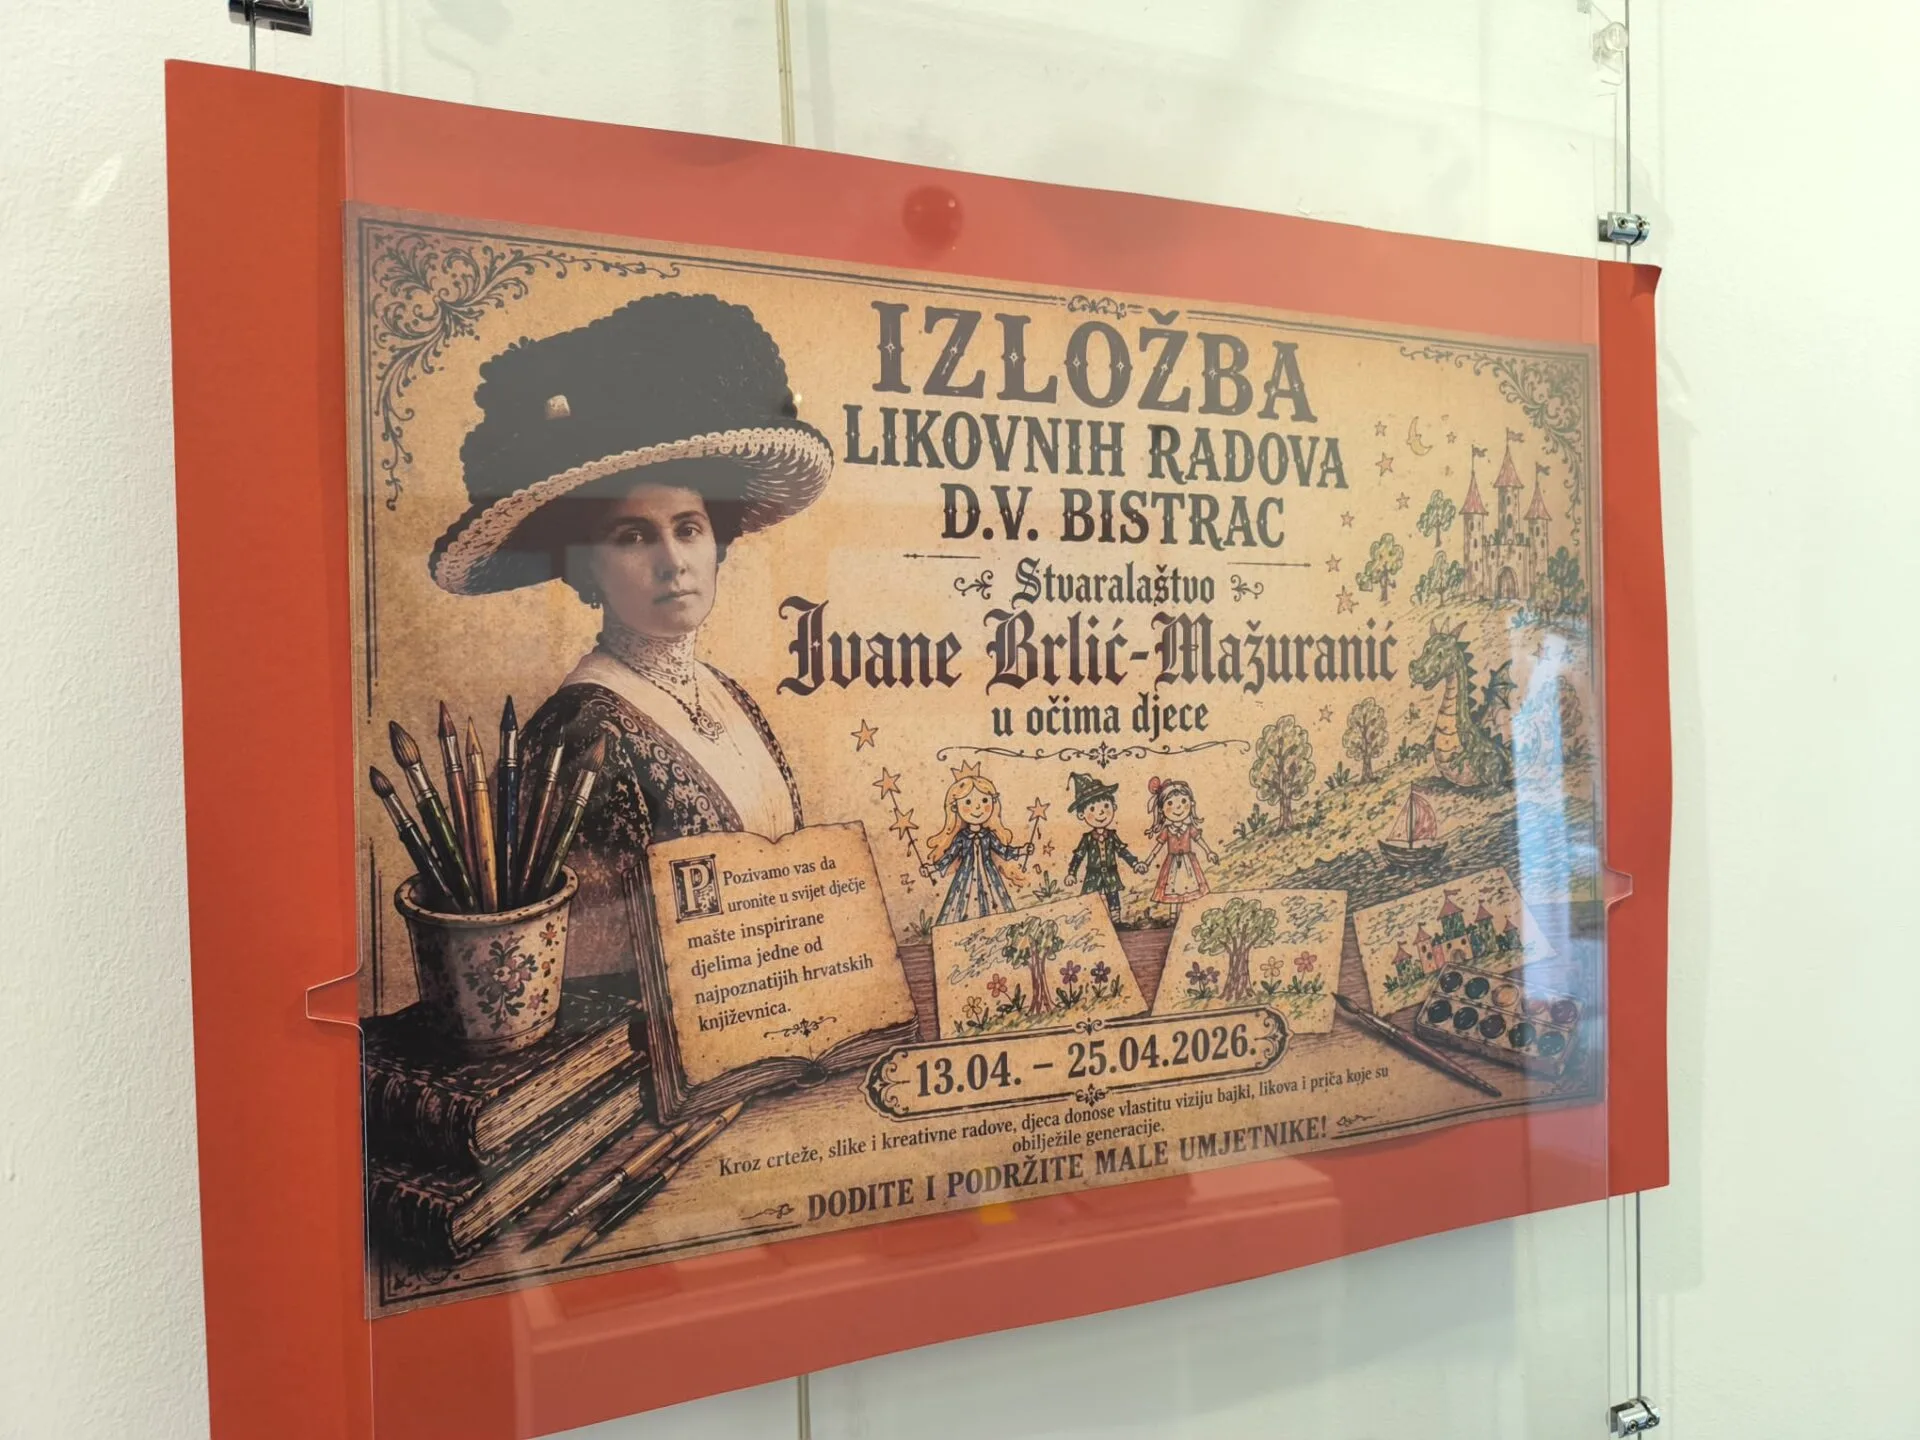 IZLOŽBA
LIKOVNIH RADOVA
D.V. BISTRAC
Stvaralaštvo
Ivane Brlić-Mažuranić
u očima djece
P Pozivamo vas da
uronite u svijet dječje
mašte inspirirane
djelima jedne od
najpoznatijih hrvatskih
književnica.
13.04. – 25.04.2026.
Kroz crteže, slike i kreativne radove, djeca donose vlastitu viziju bajki, likova i priča koje su
obilježile generacije.
DODITE I PODRŽITE MALE UMJETNIKE!